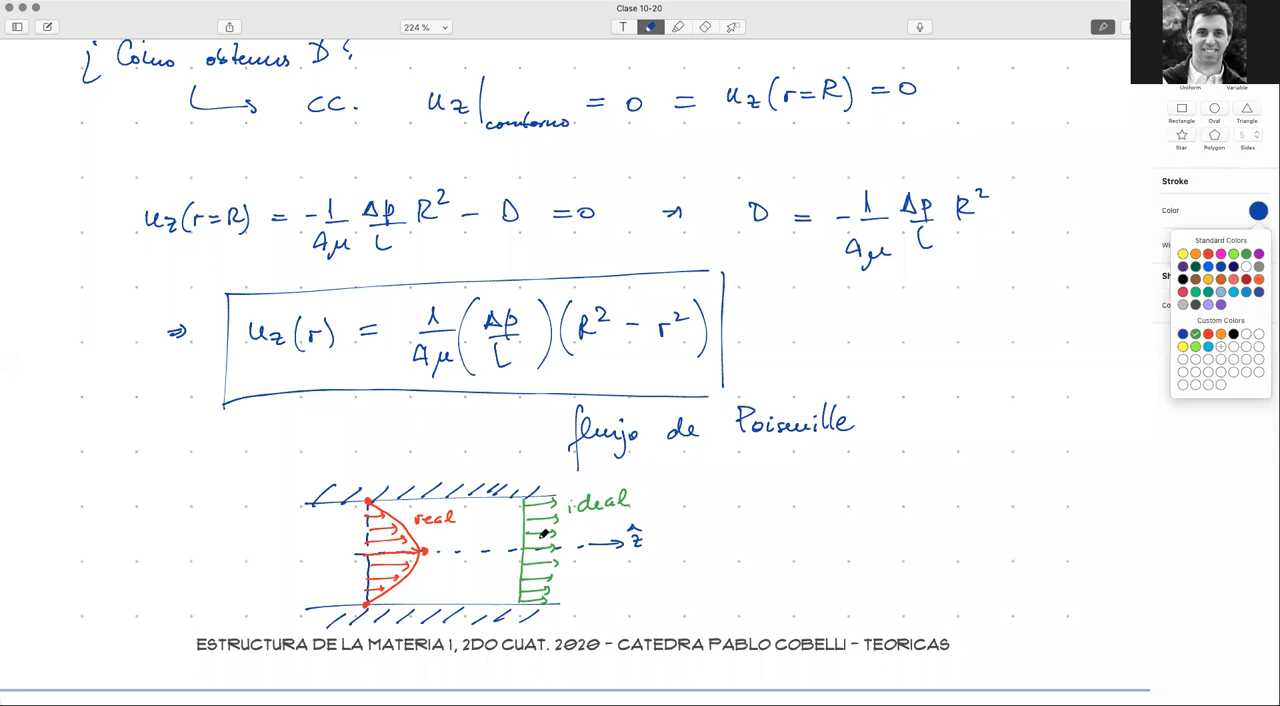 Clase 10-20
224 %
T
¿ Cómo obtenemos D ?
↳ CC. u_z|contorno = 0 = u_z(r=R) = 0
u_z(r=R) = -1/4μ Δp/L R² - D = 0 → D = -1/4μ Δp/L R²
⇒ u_z(r) = 1/4μ (Δp/L) (R² - r²)
flujo de Poiseuille
real
ideal
ẑ
ESTRUCTURA DE LA MATERIA 1, 2DO CUAT. 2020 - CATEDRA PABLO COBELLI - TEORICAS
Uniform Variable
Rectangle Oval Triangle
Star Polygon 5 Sides
Stroke
Color
Standard Colors
Custom Colors